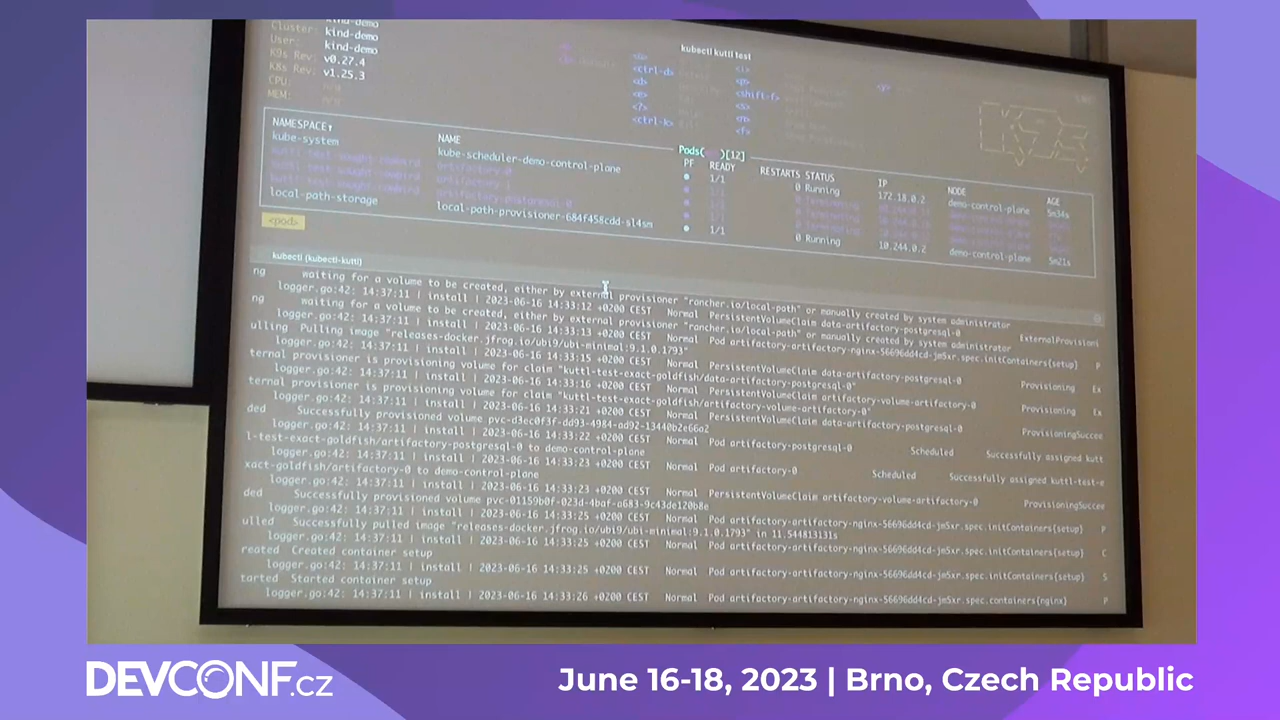 kind-demo
Cluster: kind-demo
User: kind-demo
K9s Rev: v0.27.4
K8s Rev: v1.25.3
CPU:
MEM:
kubectl kuttl test
<ctrl-d>
<d>
<e>
<?>
<ctrl-k>
<i>
<p>
<shift-f>
<s>
<n>
<f>
<y>
Pods( )[12]
NAMESPACE↑ NAME PF READY RESTARTS STATUS IP NODE AGE
kube-system kube-scheduler-demo-control-plane ● 1/1 0 Running 172.18.0.2 demo-control-plane 5m34s
local-path-storage local-path-provisioner-684f458cdd-sl4sm ● 1/1 0 Running 10.244.0.2 demo-control-plane 5m21s
<pods>
kubectl (kubectl-kuttl)
ng waiting for a volume to be created, either by external provisioner "rancher.io/local-path" or manually created by system administrator
logger.go:42: 14:37:11 | install | 2023-06-16 14:33:12 +0200 CEST Normal PersistentVolumeClaim data-artifactory-postgresql-0 ExternalProvisioni
ng waiting for a volume to be created, either by external provisioner "rancher.io/local-path" or manually created by system administrator
logger.go:42: 14:37:11 | install | 2023-06-16 14:33:13 +0200 CEST Normal Pod artifactory-artifactory-nginx-56696dd4cd-jm5xr.spec.initContainers{setup} P
ulling Pulling image "releases-docker.jfrog.io/ubi9/ubi-minimal:9.1.0.1793"
logger.go:42: 14:37:11 | install | 2023-06-16 14:33:15 +0200 CEST Normal PersistentVolumeClaim data-artifactory-postgresql-0 Provisioning Ex
ternal provisioner is provisioning volume for claim "kuttl-test-exact-goldfish/data-artifactory-postgresql-0"
logger.go:42: 14:37:11 | install | 2023-06-16 14:33:16 +0200 CEST Normal PersistentVolumeClaim artifactory-volume-artifactory-0 Provisioning Ex
ternal provisioner is provisioning volume for claim "kuttl-test-exact-goldfish/artifactory-volume-artifactory-0"
logger.go:42: 14:37:11 | install | 2023-06-16 14:33:21 +0200 CEST Normal PersistentVolumeClaim data-artifactory-postgresql-0 ProvisioningSuccee
ded Successfully provisioned volume pvc-d3ec0f3f-dd93-4984-ad92-13440b2e66a2
logger.go:42: 14:37:11 | install | 2023-06-16 14:33:22 +0200 CEST Normal Pod artifactory-postgresql-0 Scheduled Successfully assigned kutt
l-test-exact-goldfish/artifactory-postgresql-0 to demo-control-plane
logger.go:42: 14:37:11 | install | 2023-06-16 14:33:23 +0200 CEST Normal Pod artifactory-0 Scheduled Successfully assigned kuttl-test-e
xact-goldfish/artifactory-0 to demo-control-plane
logger.go:42: 14:37:11 | install | 2023-06-16 14:33:23 +0200 CEST Normal PersistentVolumeClaim artifactory-volume-artifactory-0 ProvisioningSuccee
ded Successfully provisioned volume pvc-01159b0f-023d-4baf-a683-9c43de120b8e
logger.go:42: 14:37:11 | install | 2023-06-16 14:33:25 +0200 CEST Normal Pod artifactory-artifactory-nginx-56696dd4cd-jm5xr.spec.initContainers{setup} P
ulled Successfully pulled image "releases-docker.jfrog.io/ubi9/ubi-minimal:9.1.0.1793" in 11.544813131s
logger.go:42: 14:37:11 | install | 2023-06-16 14:33:25 +0200 CEST Normal Pod artifactory-artifactory-nginx-56696dd4cd-jm5xr.spec.initContainers{setup} C
reated Created container setup
logger.go:42: 14:37:11 | install | 2023-06-16 14:33:25 +0200 CEST Normal Pod artifactory-artifactory-nginx-56696dd4cd-jm5xr.spec.initContainers{setup} S
tarted Started container setup
logger.go:42: 14:37:11 | install | 2023-06-16 14:33:26 +0200 CEST Normal Pod artifactory-artifactory-nginx-56696dd4cd-jm5xr.spec.containers{nginx} P
DEVCONF.cz
June 16-18, 2023 | Brno, Czech Republic